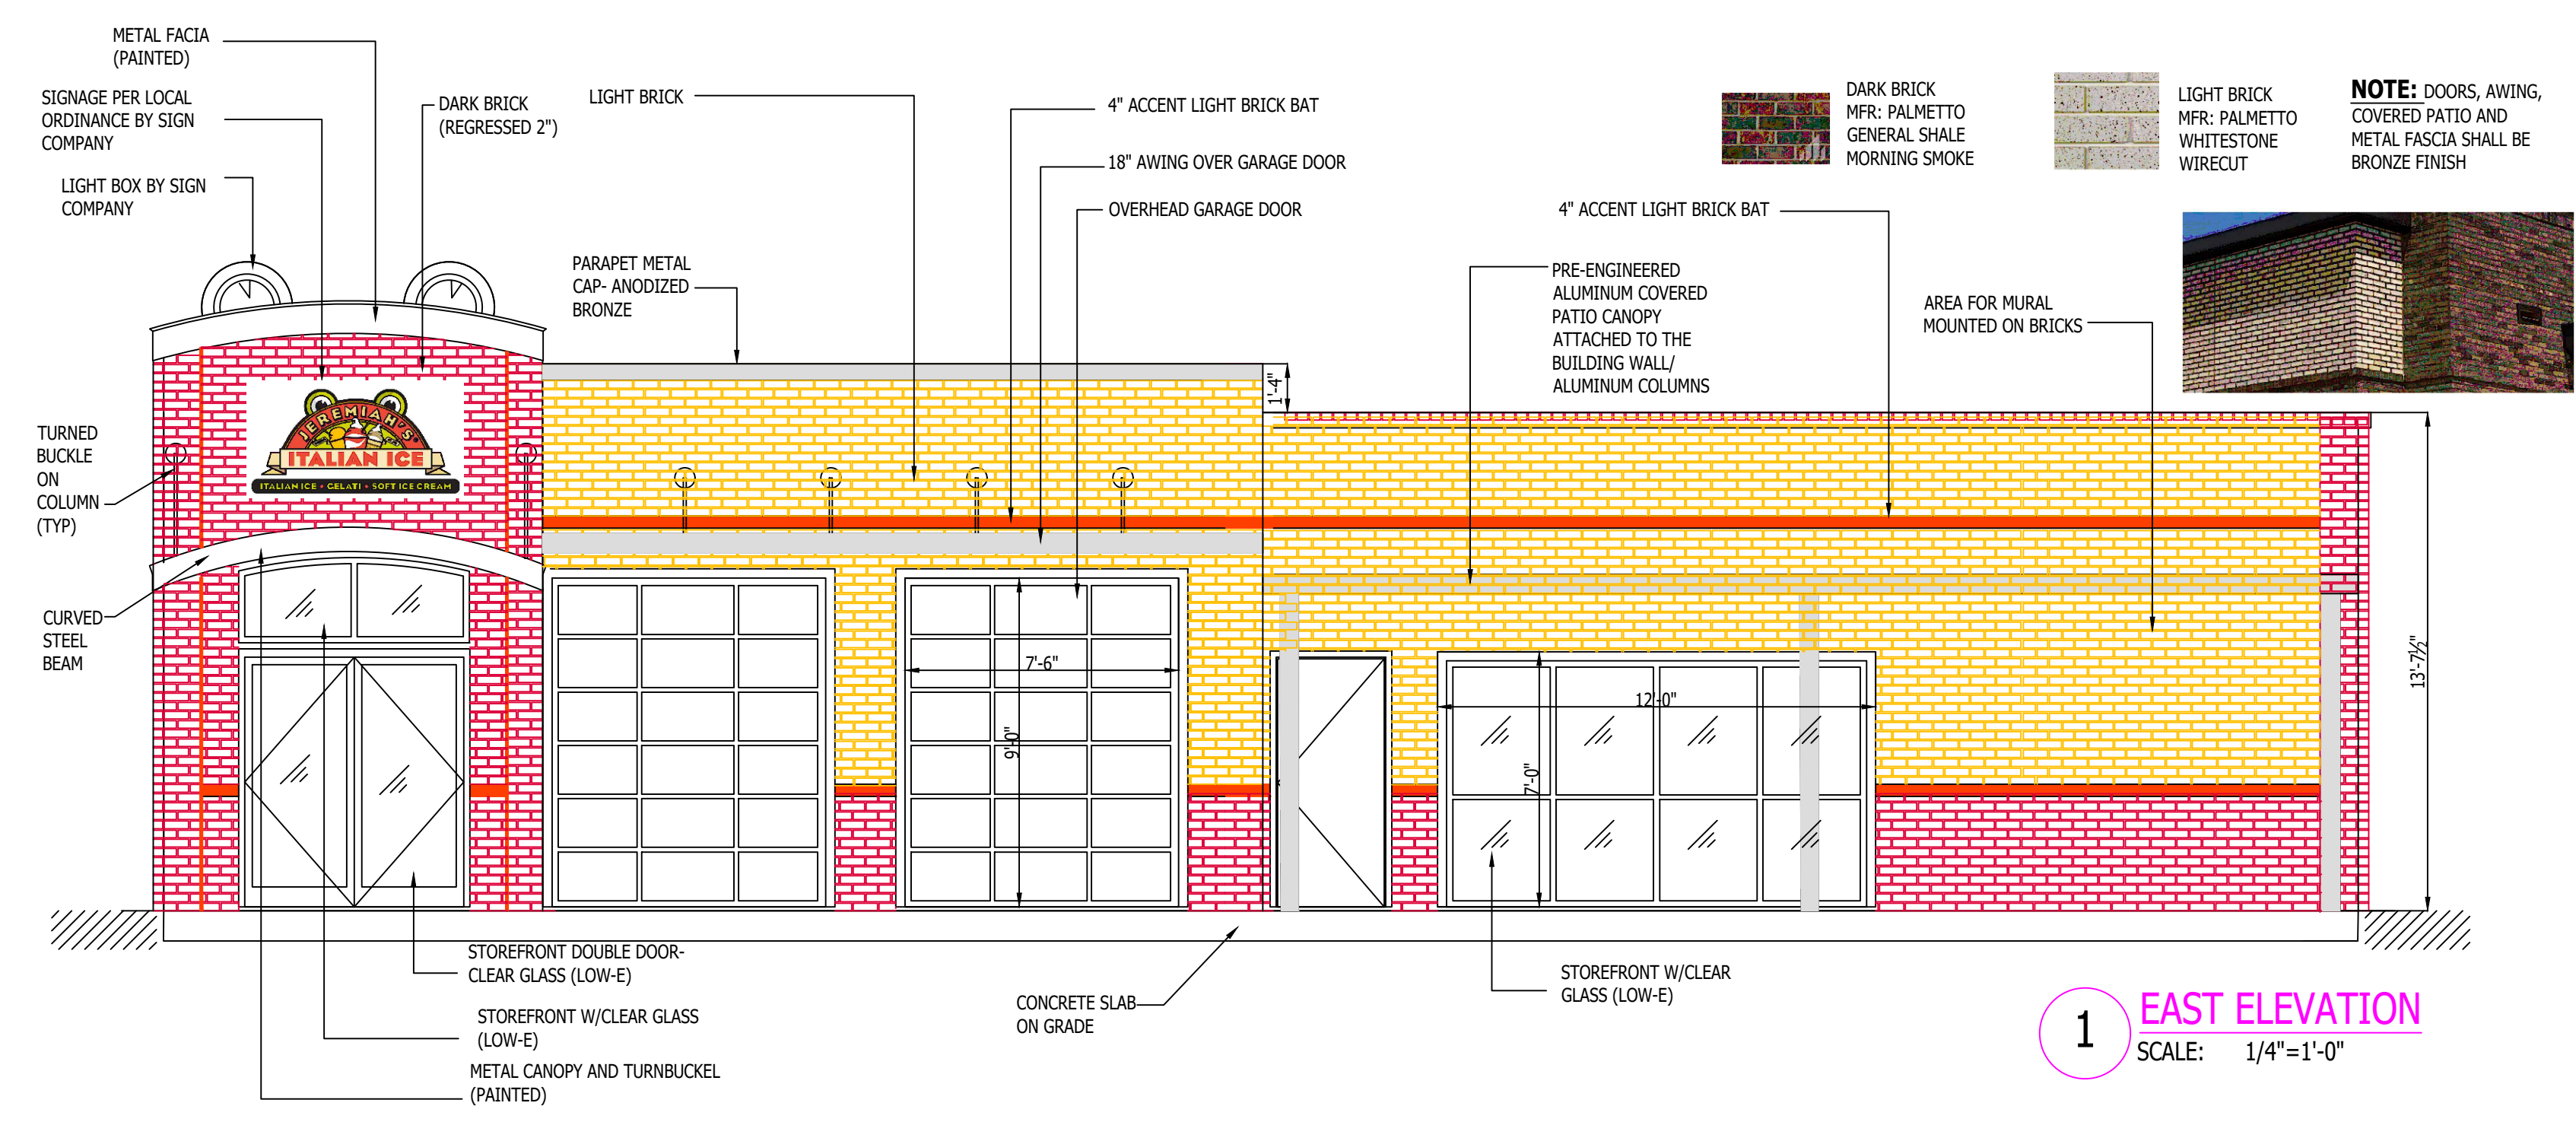 METAL FACIA
(PAINTED)
SIGNAGE PER LOCAL
ORDINANCE BY SIGN
COMPANY
LIGHT BOX BY SIGN
COMPANY
DARK BRICK
(REGRESSED 2")
LIGHT BRICK
4" ACCENT LIGHT BRICK BAT
18" AWING OVER GARAGE DOOR
OVERHEAD GARAGE DOOR
PARAPET METAL
CAP- ANODIZED
BRONZE
4" ACCENT LIGHT BRICK BAT
PRE-ENGINEERED
ALUMINUM COVERED
PATIO CANOPY
ATTACHED TO THE
BUILDING WALL/
ALUMINUM COLUMNS
DARK BRICK
MFR: PALMETTO
GENERAL SHALE
MORNING SMOKE
LIGHT BRICK
MFR: PALMETTO
WHITESTONE
WIRECUT
NOTE: DOORS, AWING,
COVERED PATIO AND
METAL FASCIA SHALL BE
BRONZE FINISH
AREA FOR MURAL
MOUNTED ON BRICKS
1'-4"
JEREMIAH'S
ITALIAN ICE
ITALIAN ICE • GELATI • SOFT ICE CREAM
TURNED
BUCKLE
ON
COLUMN
(TYP)
CURVED
STEEL
BEAM
7'-6"
9'-0"
12'-0"
7'-0"
13'-7½"
STOREFRONT DOUBLE DOOR-
CLEAR GLASS (LOW-E)
STOREFRONT W/CLEAR GLASS
(LOW-E)
METAL CANOPY AND TURNBUCKEL
(PAINTED)
CONCRETE SLAB
ON GRADE
STOREFRONT W/CLEAR
GLASS (LOW-E)
1
EAST ELEVATION
SCALE: 1/4"=1'-0"